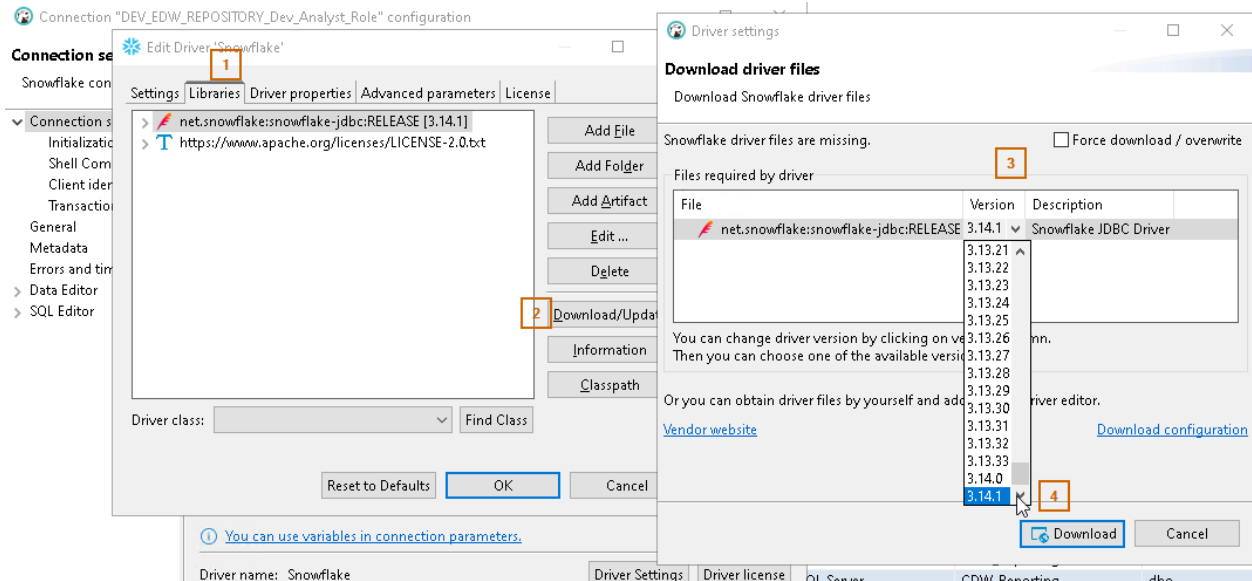 Connection "DEV_EDW_REPOSITORY_Dev_Analyst_Role" configuration
Connection se
Snowflake con
Connection s
Initializatio
Shell Com
Client iden
Transactio
General
Metadata
Errors and tim
Data Editor
SQL Editor
Edit Driver 'Snowflake'
1
Settings Libraries Driver properties Advanced parameters License
net.snowflake:snowflake-jdbc:RELEASE [3.14.1]
https://www.apache.org/licenses/LICENSE-2.0.txt
Add File
Add Folder
Add Artifact
Edit ...
Delete
2
Download/Updat
Information
Classpath
Driver class:
Find Class
Reset to Defaults
OK
Cancel
You can use variables in connection parameters.
Driver name: Snowflake
Driver Settings
Driver license
Driver settings
Download driver files
Download Snowflake driver files
Snowflake driver files are missing.
Force download / overwrite
3
Files required by driver
File Version Description
net.snowflake:snowflake-jdbc:RELEASE 3.14.1 Snowflake JDBC Driver
3.13.21
3.13.22
3.13.23
3.13.24
3.13.25
3.13.26
3.13.27
3.13.28
3.13.29
3.13.30
3.13.31
3.13.32
3.13.33
3.14.0
3.14.1
You can change driver version by clicking on ve mn.
Then you can choose one of the available versio
Or you can obtain driver files by yourself and add river editor.
Vendor website
Download configuration
4
Download
Cancel
QL Server
CDW_Reporting
dbo